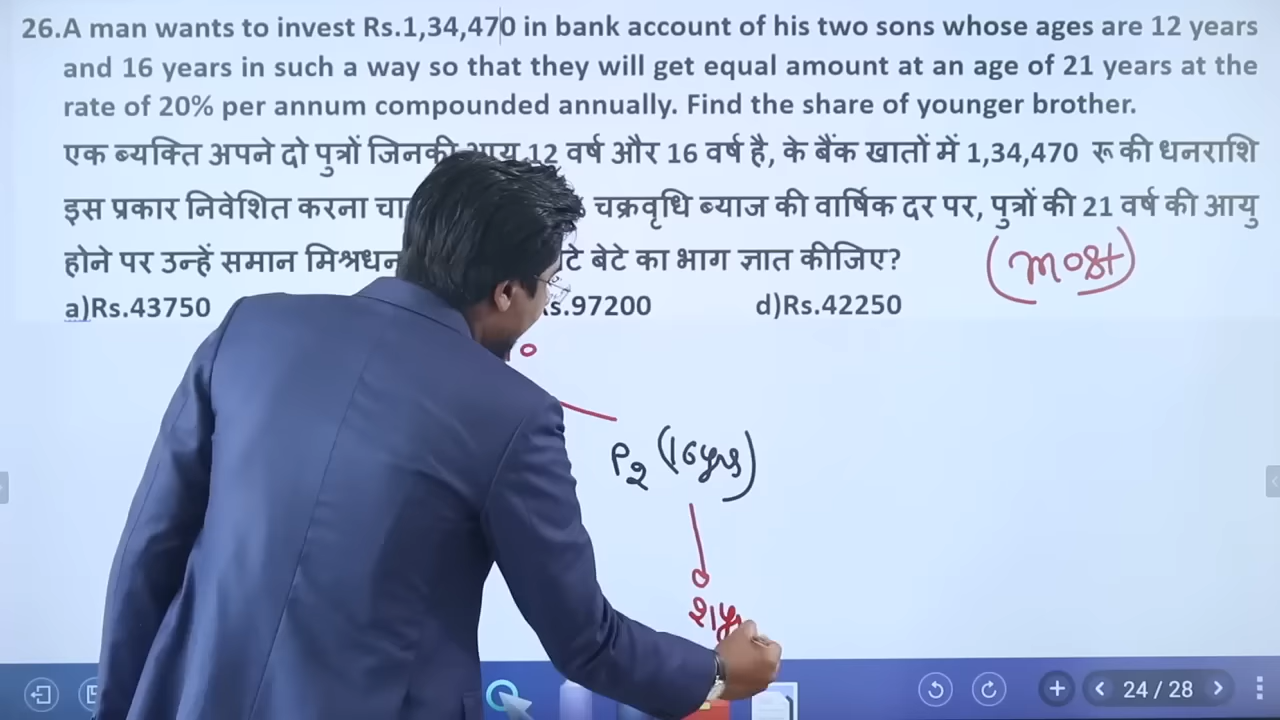 26.A man wants to invest Rs.1,34,470 in bank account of his two sons whose ages are 12 years
and 16 years in such a way so that they will get equal amount at an age of 21 years at the
rate of 20% per annum compounded annually. Find the share of younger brother.
एक ब्यक्ति अपने दो पुत्रों जिनकी 12 वर्ष और 16 वर्ष है, के बैंक खातों में 1,34,470 रू की धनराशि
इस प्रकार निवेशित करना चक्रवृधि ब्याज की वार्षिक दर पर, पुत्रों की 21 वर्ष की आयु
होने पर उन्हें समान बेटे का भाग ज्ञात कीजिए?
(most)
a)Rs.43750 s.97200 d)Rs.42250
P2 (16yrs)
21y
24 / 28